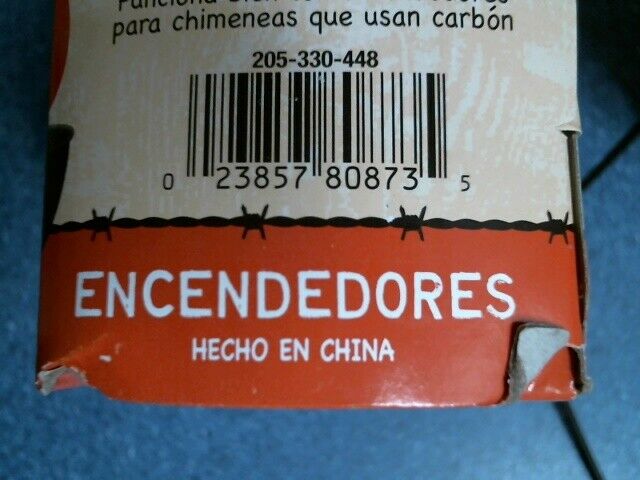 para chimeneas que usan carbón
205-330-448
0 23857 80873 5
ENCENDEDORES
HECHO EN CHINA